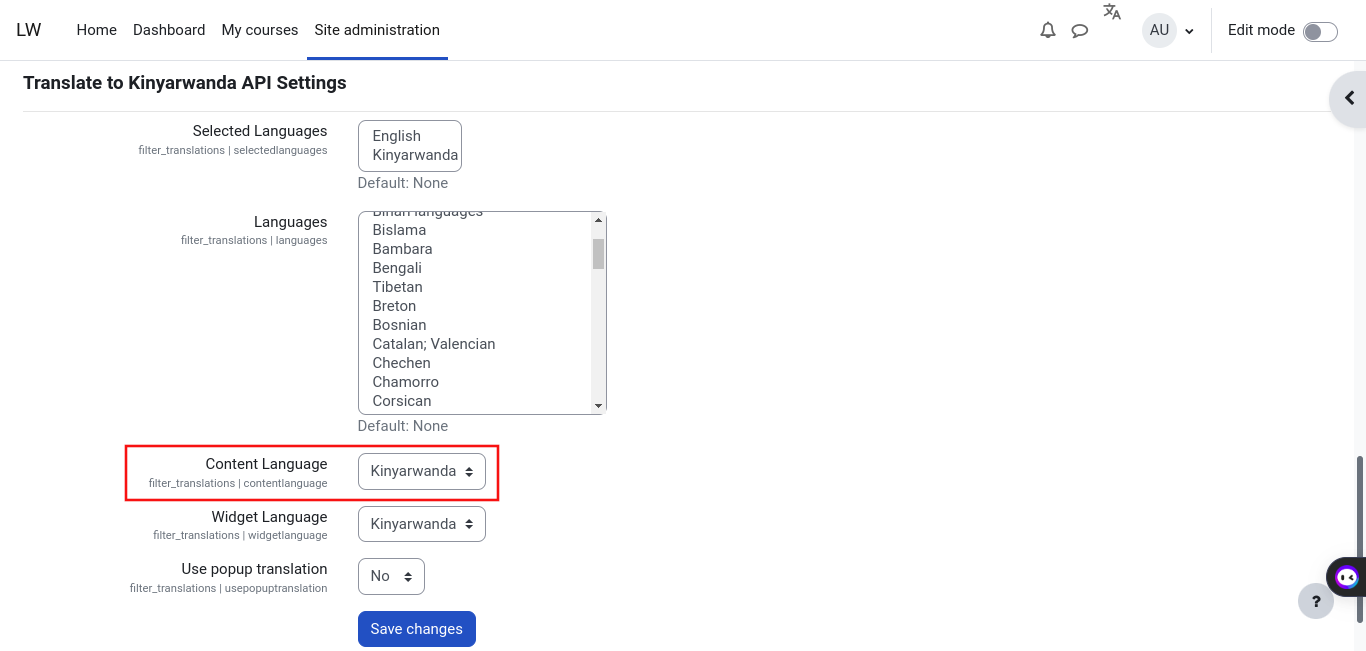 LW
Home Dashboard My courses Site administration
AU
Edit mode
Translate to Kinyarwanda API Settings
Selected Languages
filter_translations | selectedlanguages
English
Kinyarwanda
Default: None
Languages
filter_translations | languages
Bihari languages
Bislama
Bambara
Bengali
Tibetan
Breton
Bosnian
Catalan; Valencian
Chechen
Chamorro
Corsican
Default: None
Content Language
filter_translations | contentlanguage
Kinyarwanda
Widget Language
filter_translations | widgetlanguage
Kinyarwanda
Use popup translation
filter_translations | usepopuptranslation
No
Save changes
?